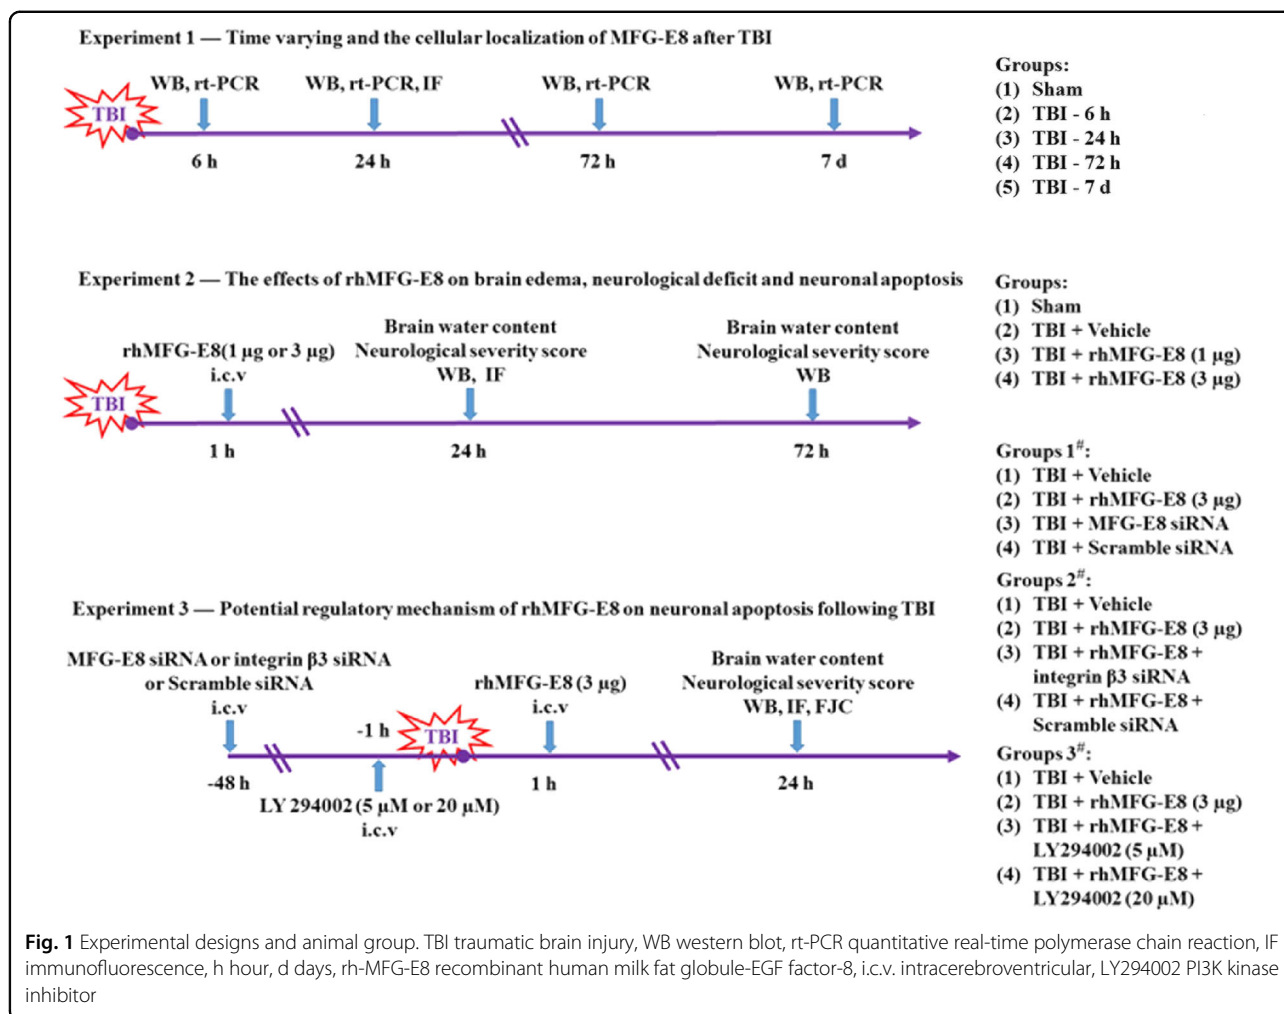 Experiment 1 — Time varying and the cellular localization of MFG-E8 after TBI
WB, rt-PCR
WB, rt-PCR, IF
WB, rt-PCR
WB, rt-PCR
TBI
6 h
24 h
72 h
7 d
Groups:
(1) Sham
(2) TBI - 6 h
(3) TBI - 24 h
(4) TBI - 72 h
(5) TBI - 7 d
Experiment 2 — The effects of rhMFG-E8 on brain edema, neurological deficit and neuronal apoptosis
rhMFG-E8(1 μg or 3 μg)
i.c.v
Brain water content
Neurological severity score
WB, IF
Brain water content
Neurological severity score
WB
TBI
1 h
24 h
72 h
Groups:
(1) Sham
(2) TBI + Vehicle
(3) TBI + rhMFG-E8 (1 μg)
(4) TBI + rhMFG-E8 (3 μg)
Experiment 3 — Potential regulatory mechanism of rhMFG-E8 on neuronal apoptosis following TBI
MFG-E8 siRNA or integrin β3 siRNA
or Scramble siRNA
i.c.v
-1 h
TBI
rhMFG-E8 (3 μg)
i.c.v
Brain water content
Neurological severity score
WB, IF, FJC
-48 h
LY 294002 (5 μM or 20 μM)
i.c.v
1 h
24 h
Groups 1#:
(1) TBI + Vehicle
(2) TBI + rhMFG-E8 (3 μg)
(3) TBI + MFG-E8 siRNA
(4) TBI + Scramble siRNA
Groups 2#:
(1) TBI + Vehicle
(2) TBI + rhMFG-E8 (3 μg)
(3) TBI + rhMFG-E8 +
integrin β3 siRNA
(4) TBI + rhMFG-E8 +
Scramble siRNA
Groups 3#:
(1) TBI + Vehicle
(2) TBI + rhMFG-E8 (3 μg)
(3) TBI + rhMFG-E8 +
LY294002 (5 μM)
(4) TBI + rhMFG-E8 +
LY294002 (20 μM)
Fig. 1 Experimental designs and animal group. TBI traumatic brain injury, WB western blot, rt-PCR quantitative real-time polymerase chain reaction, IF
immunofluorescence, h hour, d days, rh-MFG-E8 recombinant human milk fat globule-EGF factor-8, i.c.v. intracerebroventricular, LY294002 PI3K kinase
inhibitor